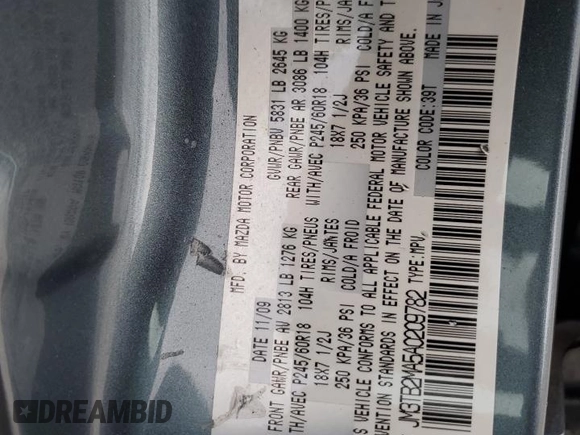 MFD. BY MAZDA MOTOR CORPORATION
DATE 11/09
GVWR/PNBV 5831 LB 2645 KG
FRONT GAWR/PNBE AV 2813 LB 1276 KG
REAR GAWR/PNBE AR 3086 LB 1400 KG
TH/AVEC P245/60R18 104H TIRES/PNEUS
WITH/AVEC P245/60R18 104H TIRES/P
18X7 1/2J RIMS/JANTES
18X7 1/2J RIMS/JA
250 KPA/36 PSI COLD/A FROID
250 KPA/36 PSI COLD/A F
S VEHICLE CONFORMS TO ALL APPLICABLE FEDERAL MOTOR VEHICLE SAFETY AND T
VENTION STANDARDS IN EFFECT ON THE DATE OF MANUFACTURE SHOWN ABOVE.
JM3TB2MA5A0209782 TYPE:MPV
COLOR CODE:39T MADE IN J
DREAMBID